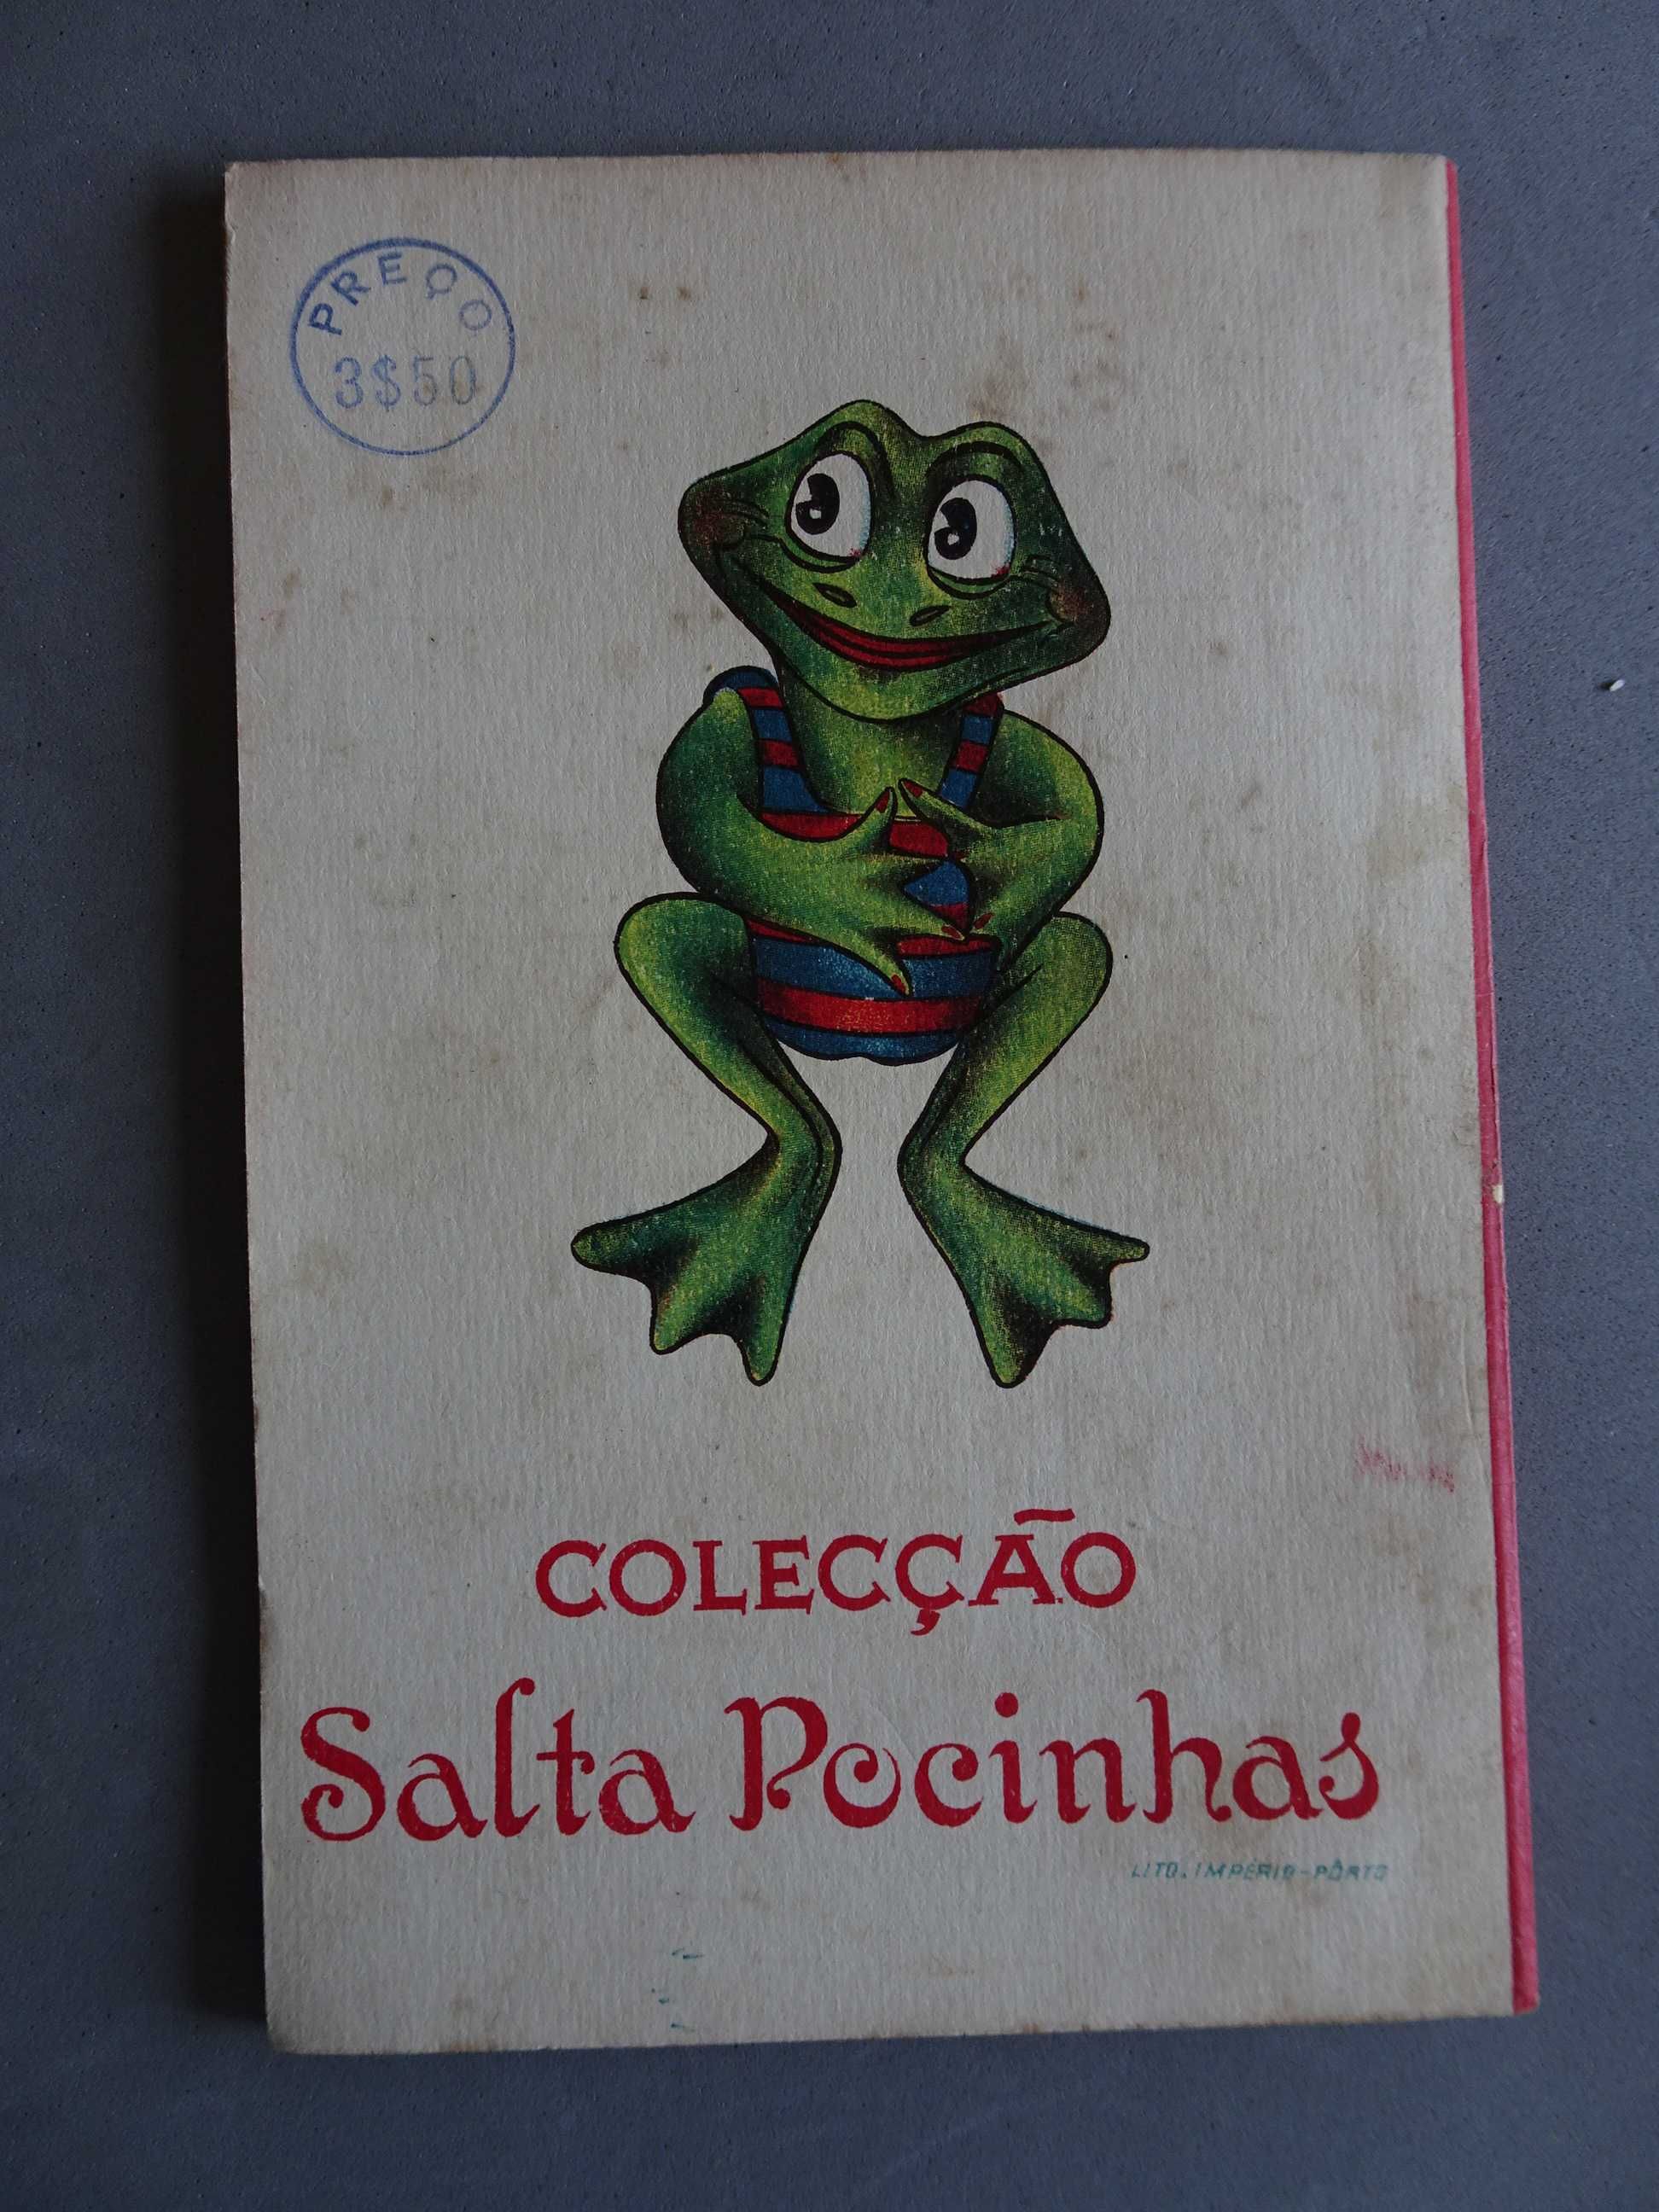 PREÇO
3$50
COLECÇÃO
Salta Pocinhas
LITO. IMPÉRIO-PÔRTO